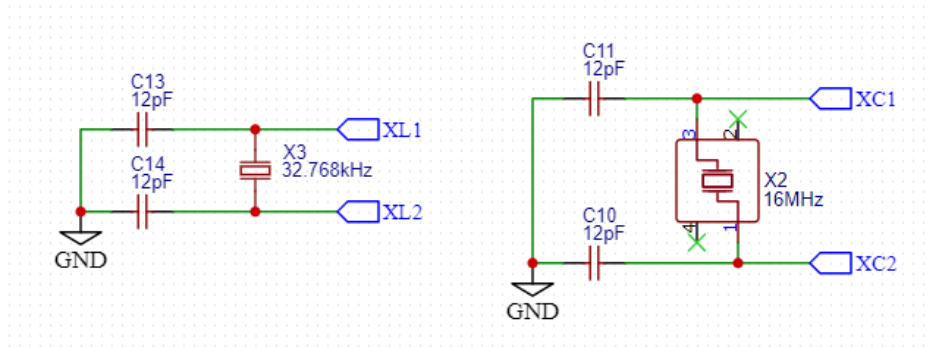 C13
12pF
XL1
X3
32.768kHz
C14
12pF
XL2
GND
C11
12pF
XC1
3
2
X2
16MHz
C10
12pF
4
1
XC2
GND